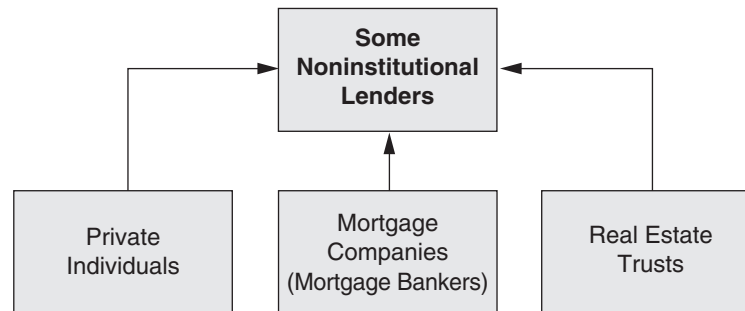 Some
Noninstitutional
Lenders
Private
Individuals
Mortgage
Companies
(Mortgage Bankers)
Real Estate
Trusts